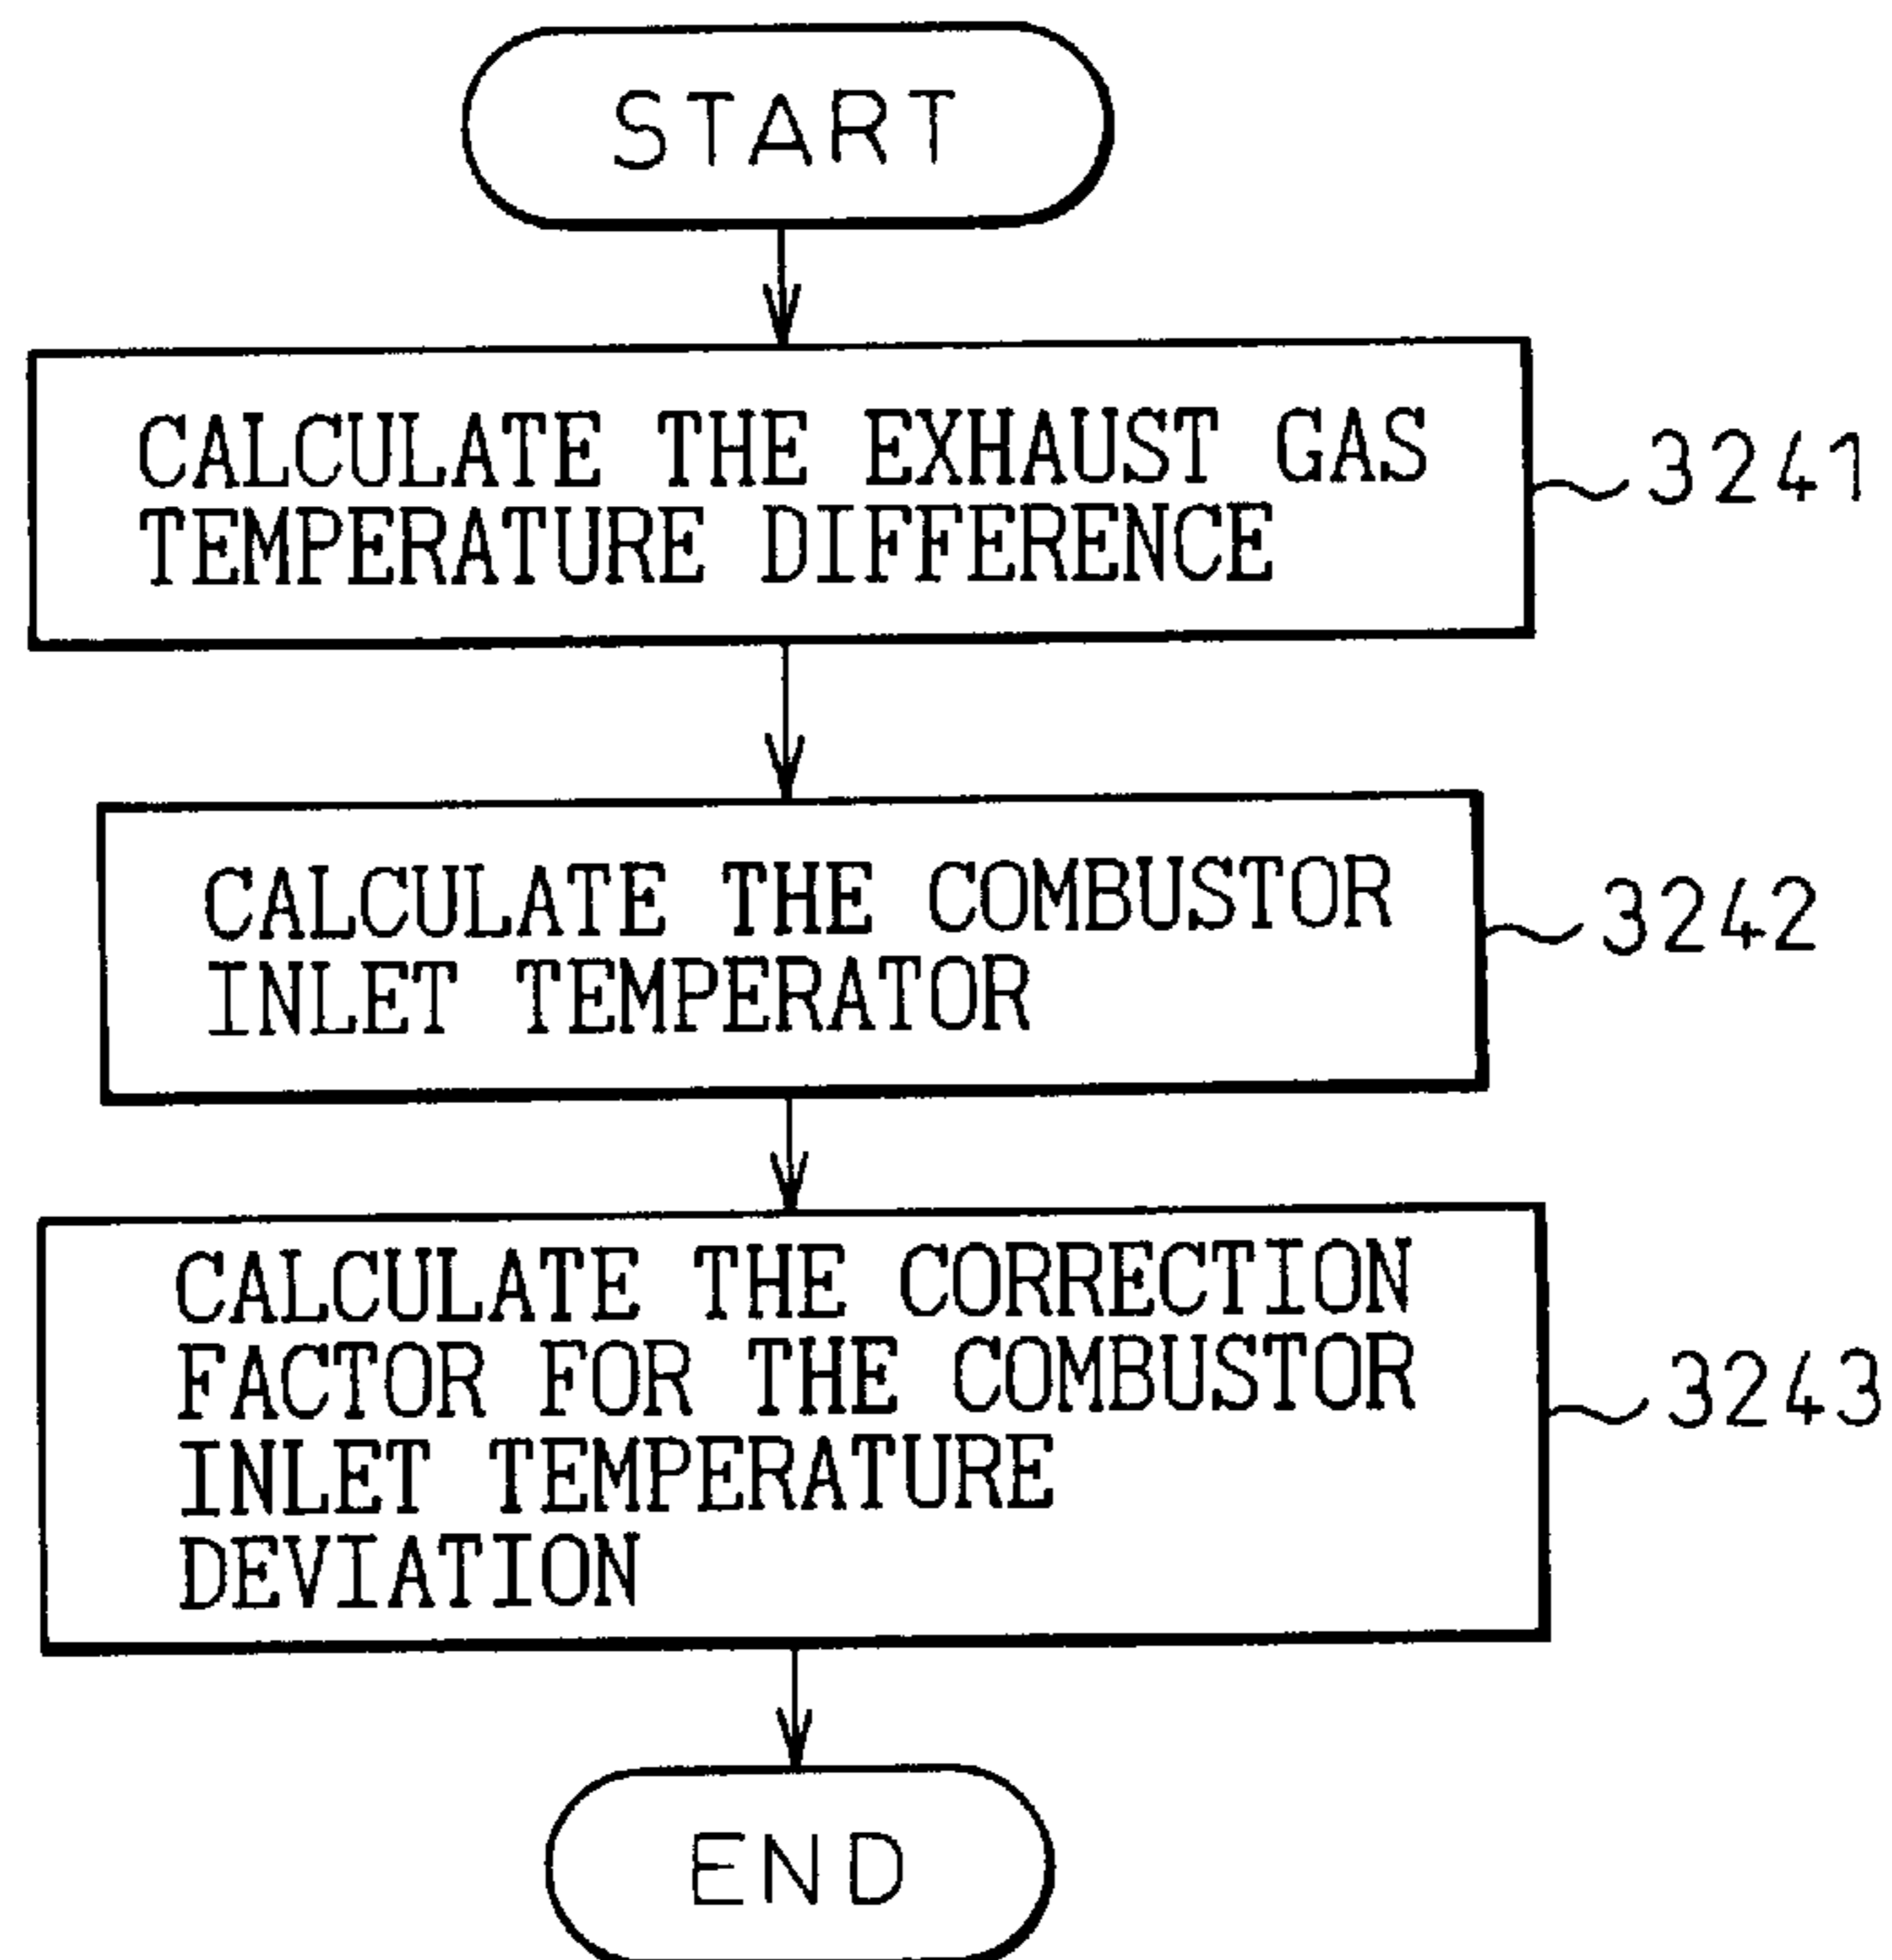 START
CALCULATE THE EXHAUST GAS
TEMPERATURE DIFFERENCE
3241
CALCULATE THE COMBUSTOR
INLET TEMPERATOR
3242
CALCULATE THE CORRECTION
FACTOR FOR THE COMBUSTOR
INLET TEMPERATURE
DEVIATION
3243
END